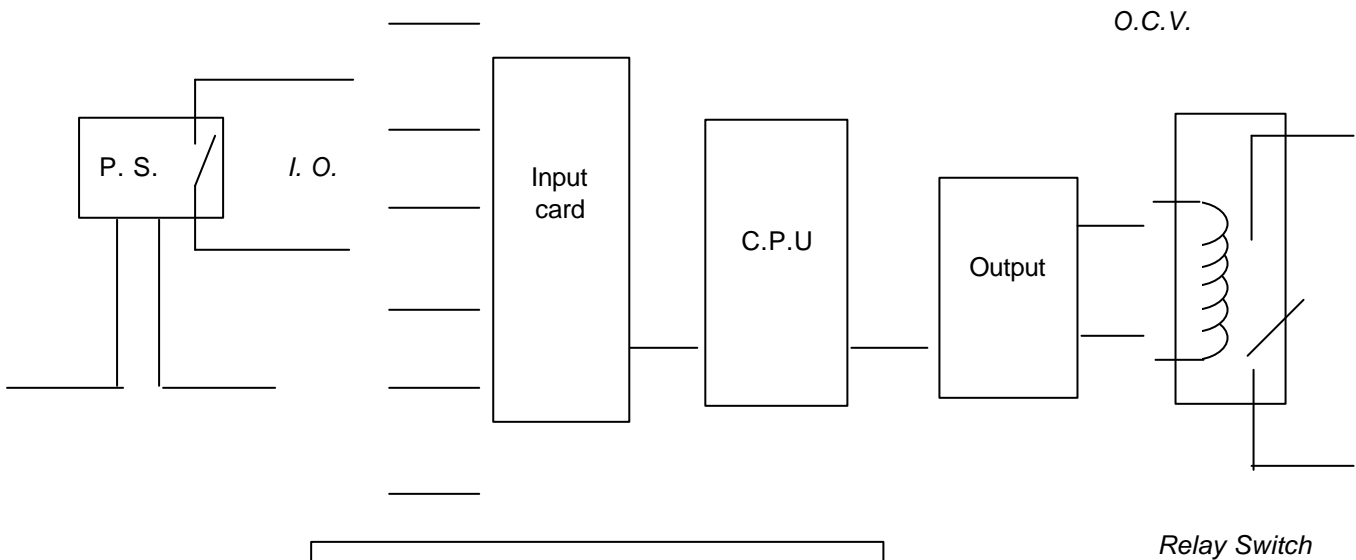 O.C.V.
P. S.
I. O.
Input
card
C.P.U
Output
Relay Switch